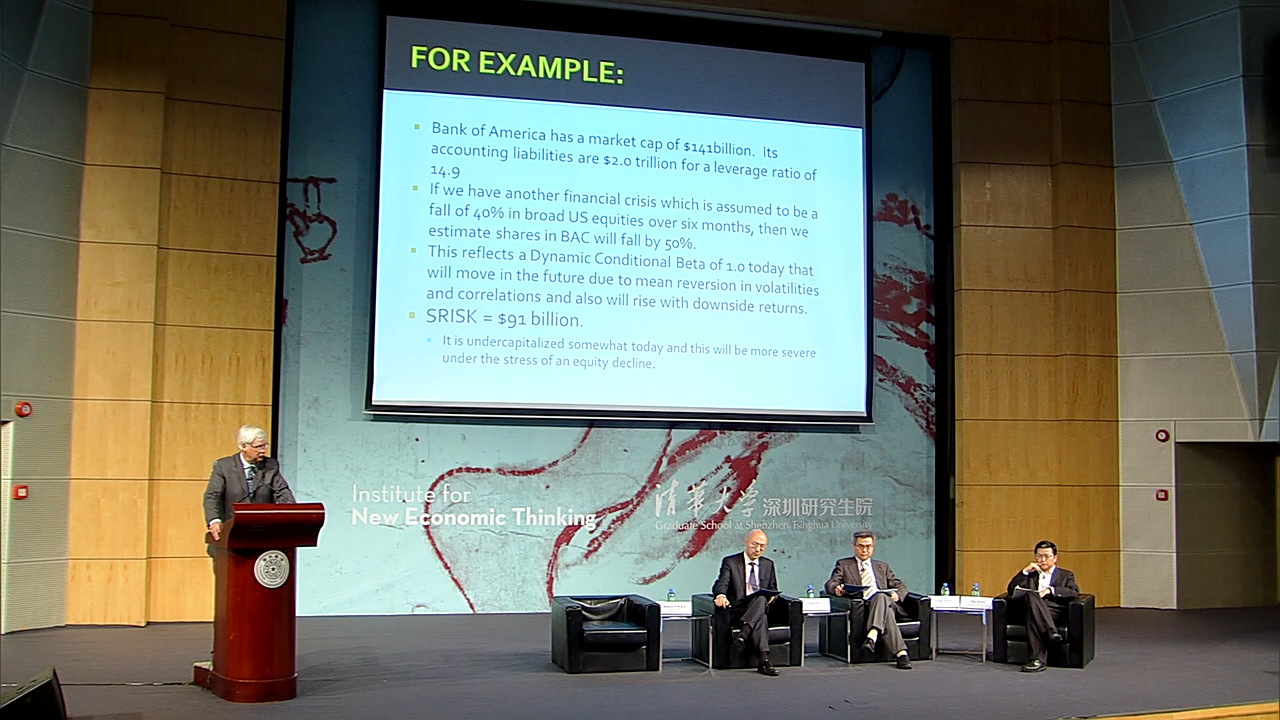 FOR EXAMPLE:
Bank of America has a market cap of $141billion. Its
accounting liabilities are $2.0 trillion for a leverage ratio of
14.9
If we have another financial crisis which is assumed to be a
fall of 40% in broad US equities over six months, then we
estimate shares in BAC will fall by 50%.
This reflects a Dynamic Conditional Beta of 1.0 today that
will move in the future due to mean reversion in volatilities
and correlations and also will rise with downside returns.
SRISK = $91 billion.
It is undercapitalized somewhat today and this will be more severe
under the stress of an equity decline.
Institute for
New Economic Thinking
清华大学 深圳研究生院
Graduate School at Shenzhen, Tsinghua University